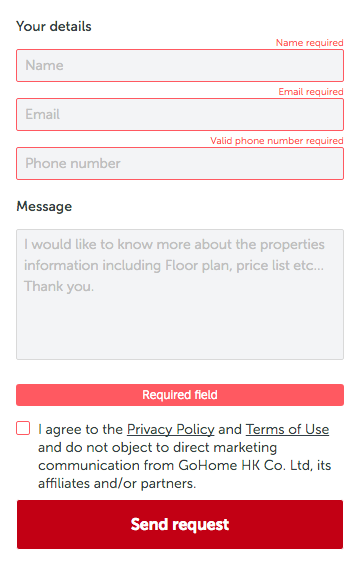 Your details
Name required
Name
Email required
Email
Valid phone number required
Phone number
Message
I would like to know more about the properties
information including Floor plan, price list etc...
Thank you.
Required field
I agree to the Privacy Policy and Terms of Use
and do not object to direct marketing
communication from GoHome HK Co. Ltd, its
affiliates and/or partners.
Send request